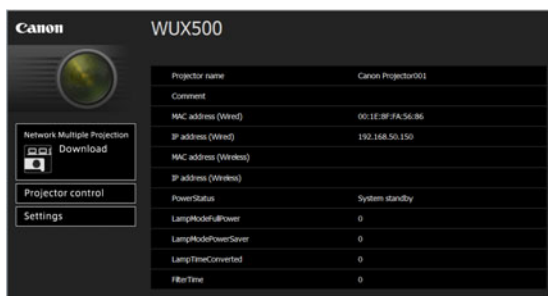 Canon
WUX500
Projector name Canon Projector001
Comment
MAC address (Wired) 00:1E:8F:FA:56:86
IP address (Wired) 192.168.50.150
MAC address (Wireless)
IP address (Wireless)
PowerStatus System standby
LampModeFullPower 0
LampModePowerSaver 0
LampTimeConverted 0
FilterTime 0
Network Multiple Projection
Download
Projector control
Settings